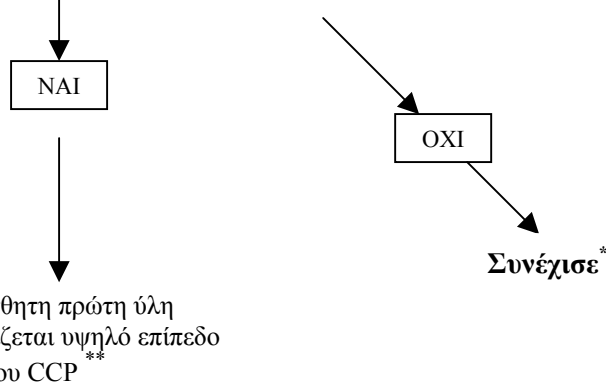 ΝΑΙ
ΟΧΙ
Συνέχισε*
θητη πρώτη ύλη
ζεται υψηλό επίπεδο
ου CCP **